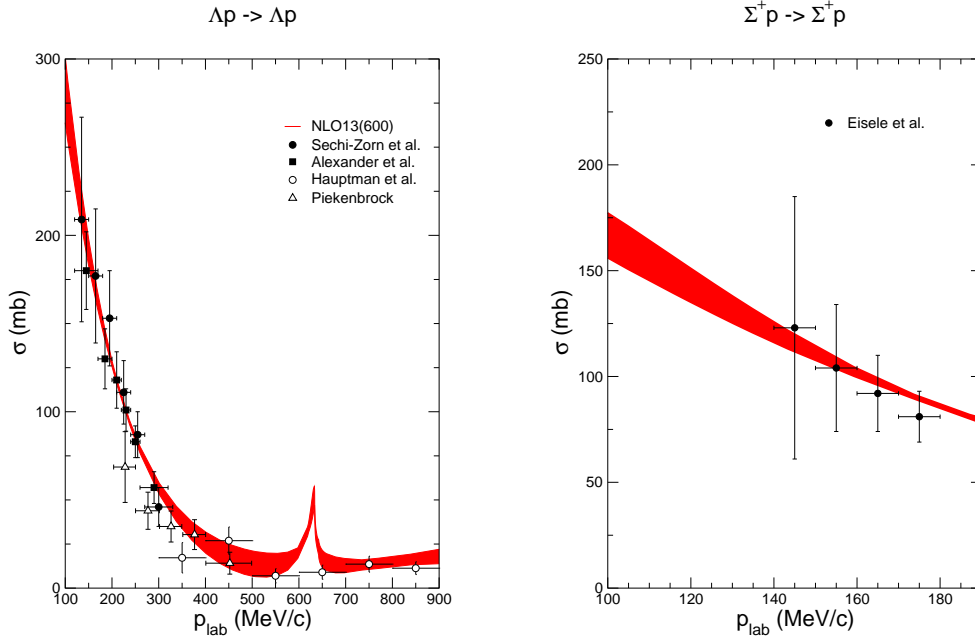 Λp -> Λp
300
200
100
0
σ (mb)
100 200 300 400 500 600 700 800 900
p_lab (MeV/c)
NLO13(600)
Sechi-Zorn et al.
Alexander et al.
Hauptman et al.
Piekenbrock
Σ⁺p -> Σ⁺p
250
200
150
100
50
0
σ (mb)
100 120 140 160 180
p_lab (MeV/c)
Eisele et al.